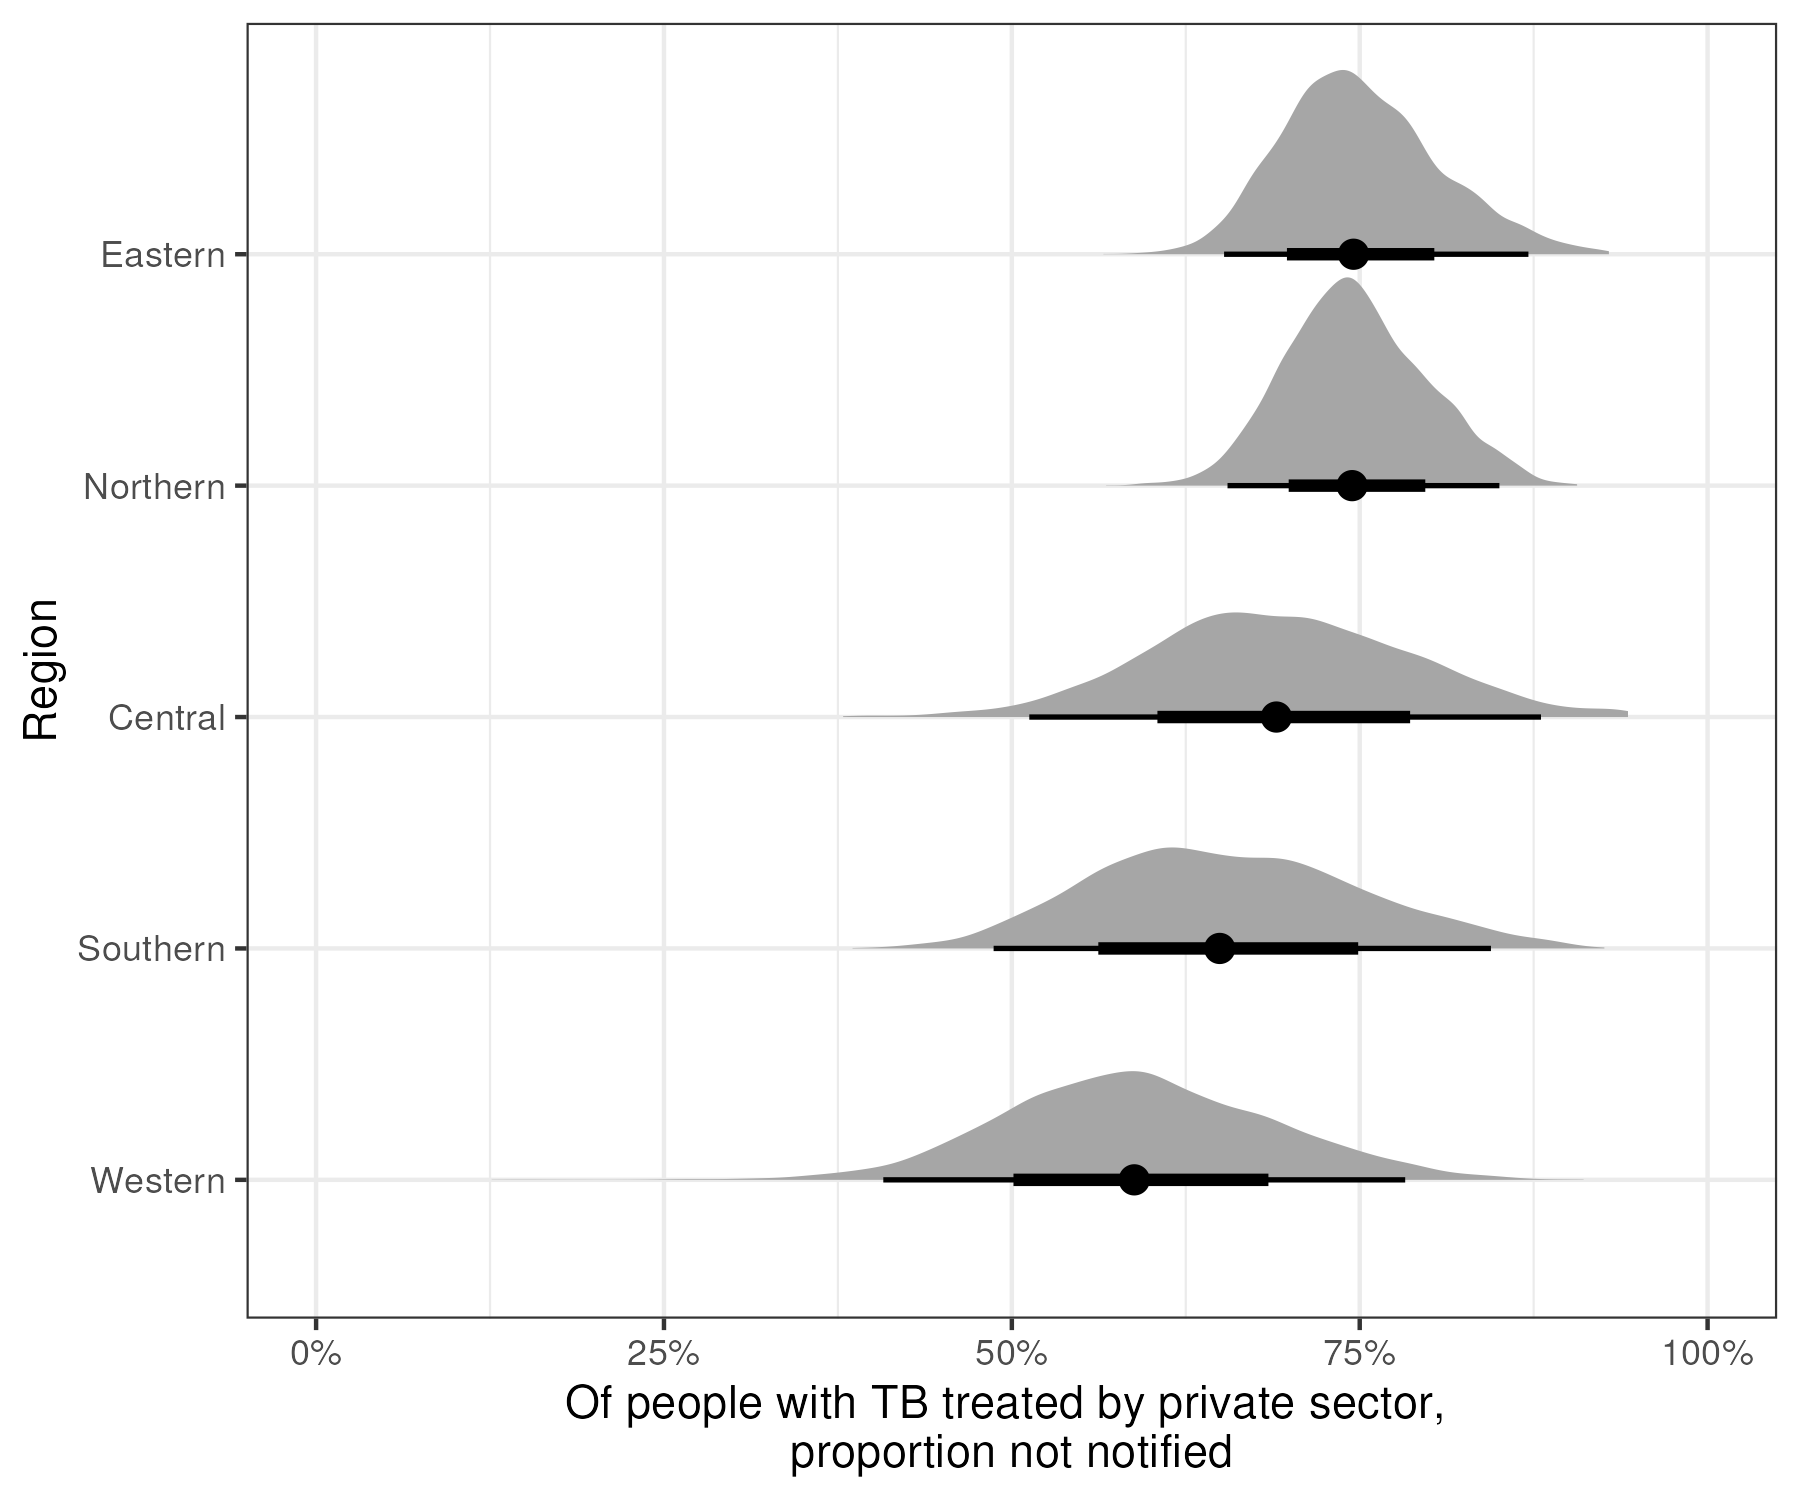 Region
Eastern
Northern
Central
Southern
Western
0% 25% 50% 75% 100%
Of people with TB treated by private sector,
proportion not notified